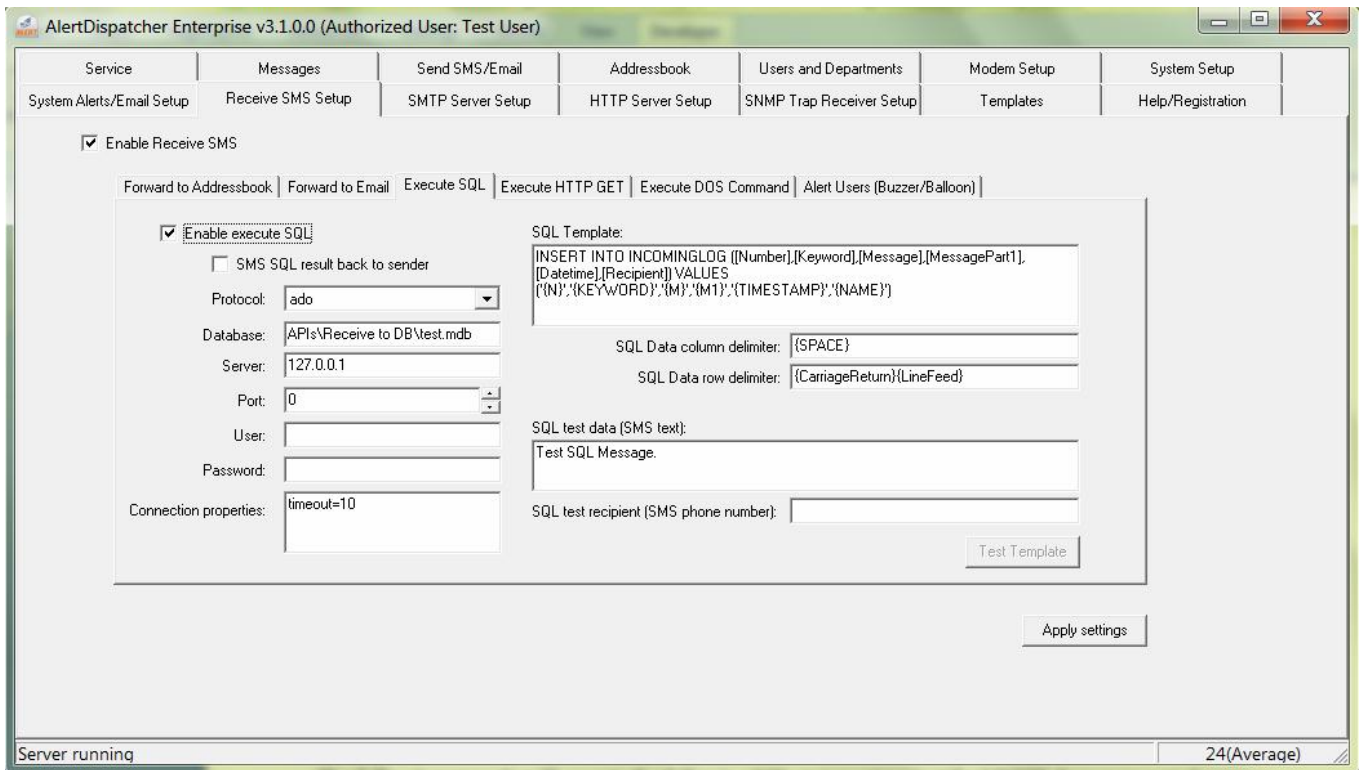 AlertDispatcher Enterprise v3.1.0.0 (Authorized User: Test User)
Service Messages Send SMS/Email Addressbook Users and Departments Modem Setup System Setup
System Alerts/Email Setup Receive SMS Setup SMTP Server Setup HTTP Server Setup SNMP Trap Receiver Setup Templates Help/Registration
Enable Receive SMS
Forward to Addressbook Forward to Email Execute SQL Execute HTTP GET Execute DOS Command Alert Users (Buzzer/Balloon)
Enable execute SQL
SMS SQL result back to sender
Protocol: ado
Database: APIs\Receive to DB\test.mdb
Server: 127.0.0.1
Port: 0
User:
Password:
Connection properties: timeout=10
SQL Template:
INSERT INTO INCOMINGLOG ([Number],[Keyword],[Message],[MessagePart1],
[Datetime],[Recipient]) VALUES
('{N}','{KEYWORD}','{M}','{M1}','{TIMESTAMP}','{NAME}')
SQL Data column delimiter: {SPACE}
SQL Data row delimiter: {CarriageReturn}{LineFeed}
SQL test data (SMS text):
Test SQL Message.
SQL test recipient (SMS phone number):
Test Template
Apply settings
Server running 24(Average)